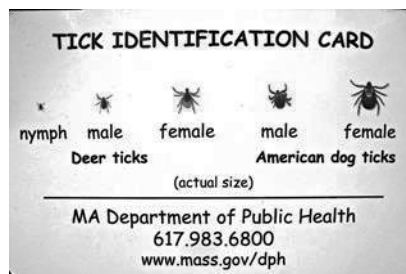 TICK IDENTIFICATION CARD
nymph male female male female
Deer ticks American dog ticks
(actual size)
MA Department of Public Health
617.983.6800
www.mass.gov/dph